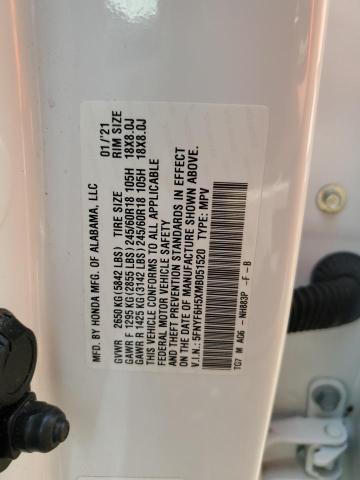 MFD. BY HONDA MFG. OF ALABAMA, LLC 01/'21
GVWR 2650 KG(5842 LBS) TIRE SIZE RIM SIZE
GAWR F 1295 KG(2855 LBS)245/60R18 105H 18X8.0J
GAWR R 1425 KG(3142 LBS)245/60R18 105H 18X8.0J
THIS VEHICLE CONFORMS TO ALL APPLICABLE
FEDERAL MOTOR VEHICLE SAFETY
AND THEFT PREVENTION STANDARDS IN EFFECT
ON THE DATE OF MANUFACTURE SHOWN ABOVE.
V.I.N.: 5FNYF6H5XMB051520 TYPE: MPV
TG7 M AQ6 -NH883P -F-B